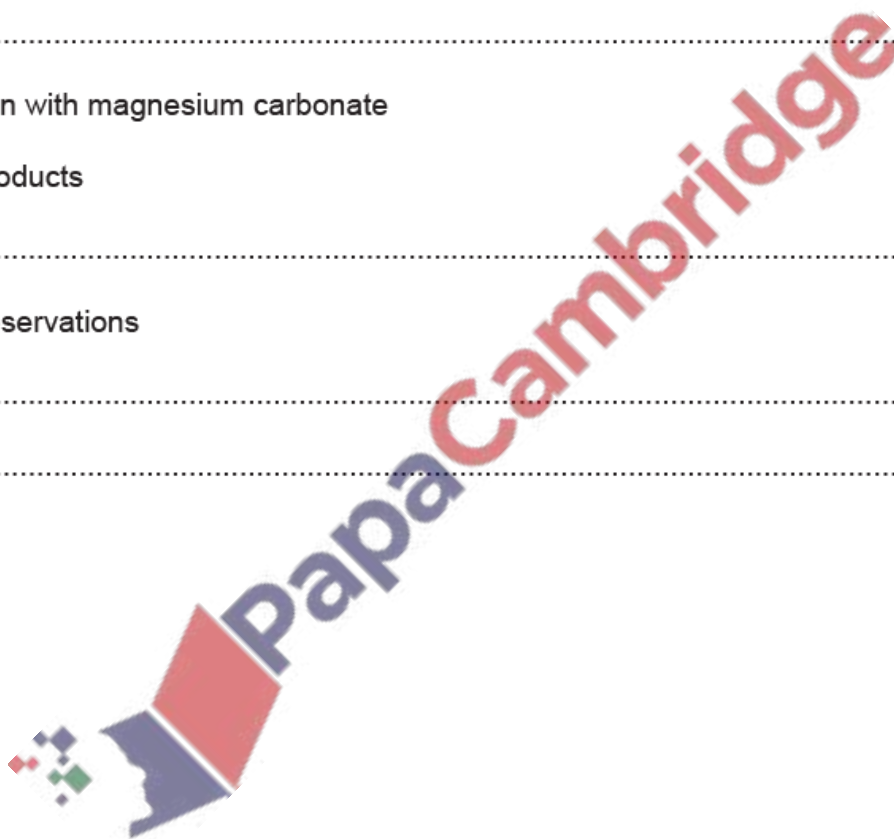 n with magnesium carbonate
oducts
servations
PapaCambridge